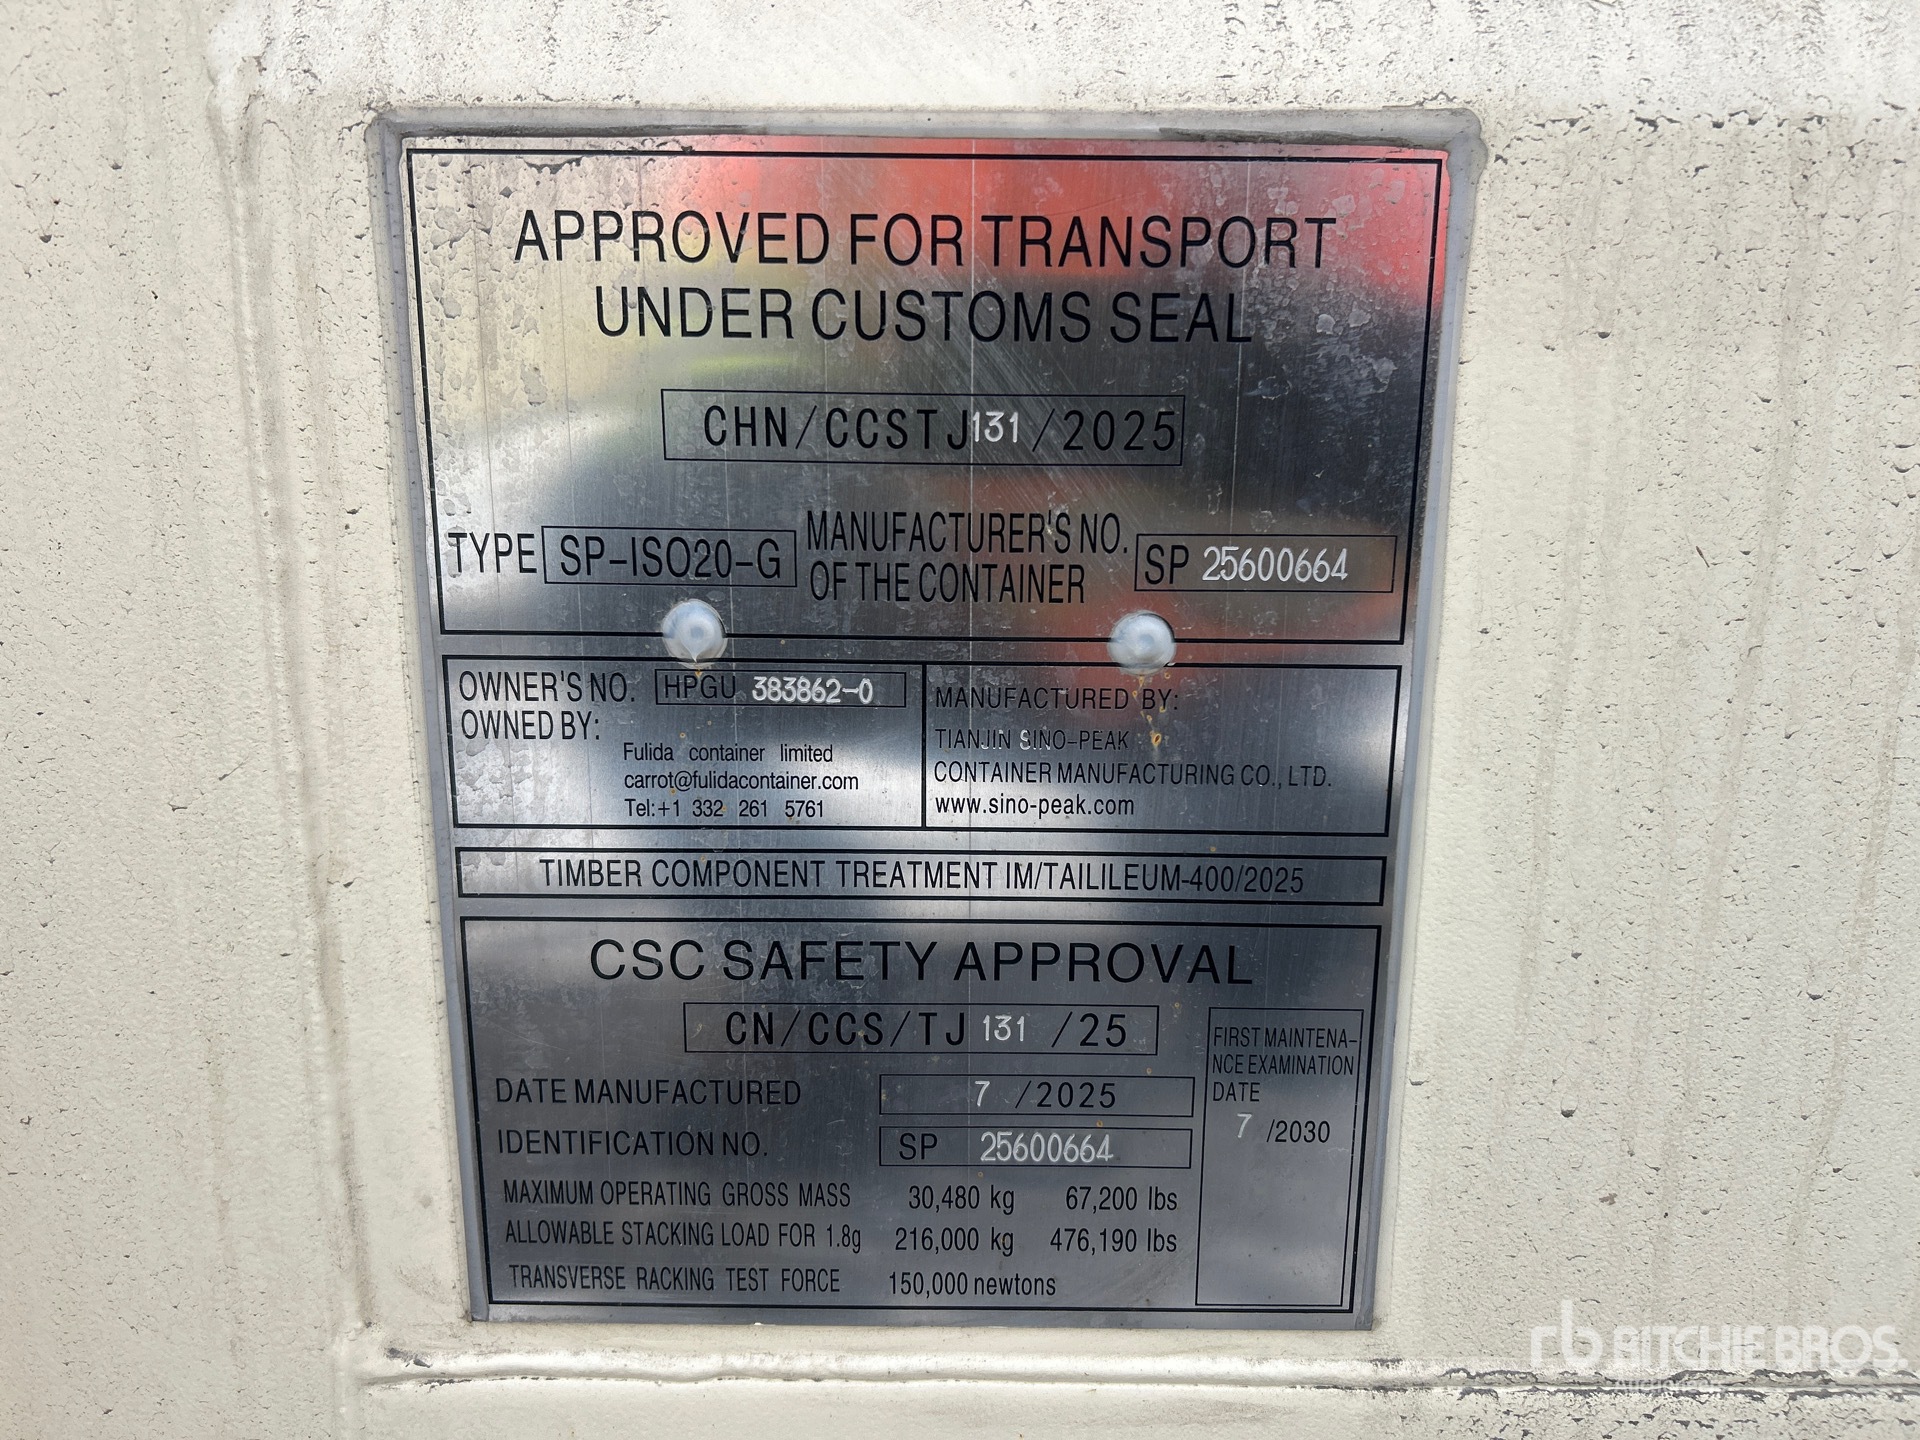 APPROVED FOR TRANSPORT
UNDER CUSTOMS SEAL
CHN/CCSTJ131/2025
TYPE SP-ISO20-G MANUFACTURER'S NO. OF THE CONTAINER SP 25600664
OWNER'S NO. HPGU 383862-0
OWNED BY:
Fulida container limited
carrot@fulidacontainer.com
Tel:+1 332 261 5761
MANUFACTURED BY:
TIANJIN SINO-PEAK
CONTAINER MANUFACTURING CO., LTD.
www.sino-peak.com
TIMBER COMPONENT TREATMENT IM/TAILILEUM-400/2025
CSC SAFETY APPROVAL
CN/CCS/TJ 131 /25
DATE MANUFACTURED 7 /2025
IDENTIFICATION NO. SP 25600664
MAXIMUM OPERATING GROSS MASS 30,480 kg 67,200 lbs
ALLOWABLE STACKING LOAD FOR 1.8g 216,000 kg 476,190 lbs
TRANSVERSE RACKING TEST FORCE 150,000 newtons
FIRST MAINTENA-
NCE EXAMINATION
DATE
7 /2030
rb RITCHIE BROS.
Auctioneers